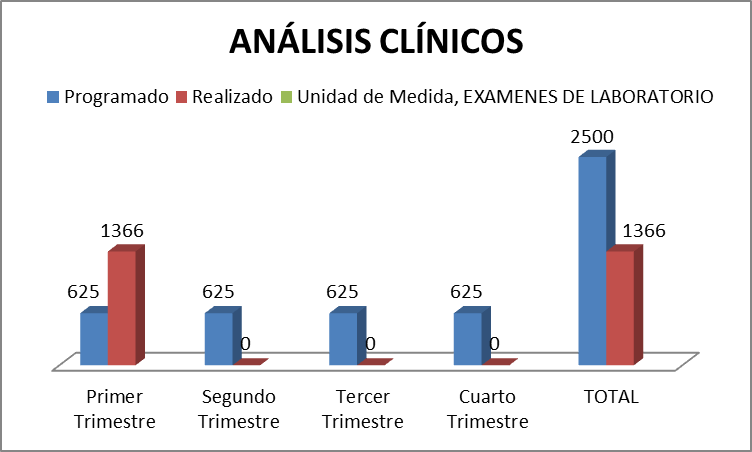 ANÁLISIS CLÍNICOS
Programado Realizado Unidad de Medida, EXAMENES DE LABORATORIO
2500
1366 1366
625 625 625 625
0 0 0
Primer Trimestre
Segundo Trimestre
Tercer Trimestre
Cuarto Trimestre
TOTAL